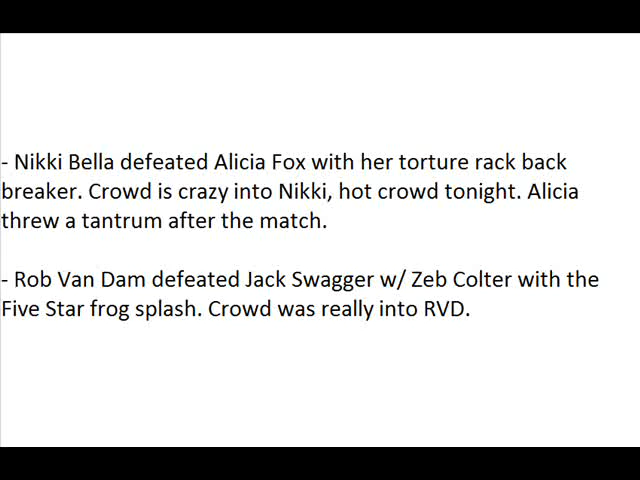 - Nikki Bella defeated Alicia Fox with her torture rack back
breaker. Crowd is crazy into Nikki, hot crowd tonight. Alicia
threw a tantrum after the match.
- Rob Van Dam defeated Jack Swagger w/ Zeb Colter with the
Five Star frog splash. Crowd was really into RVD.